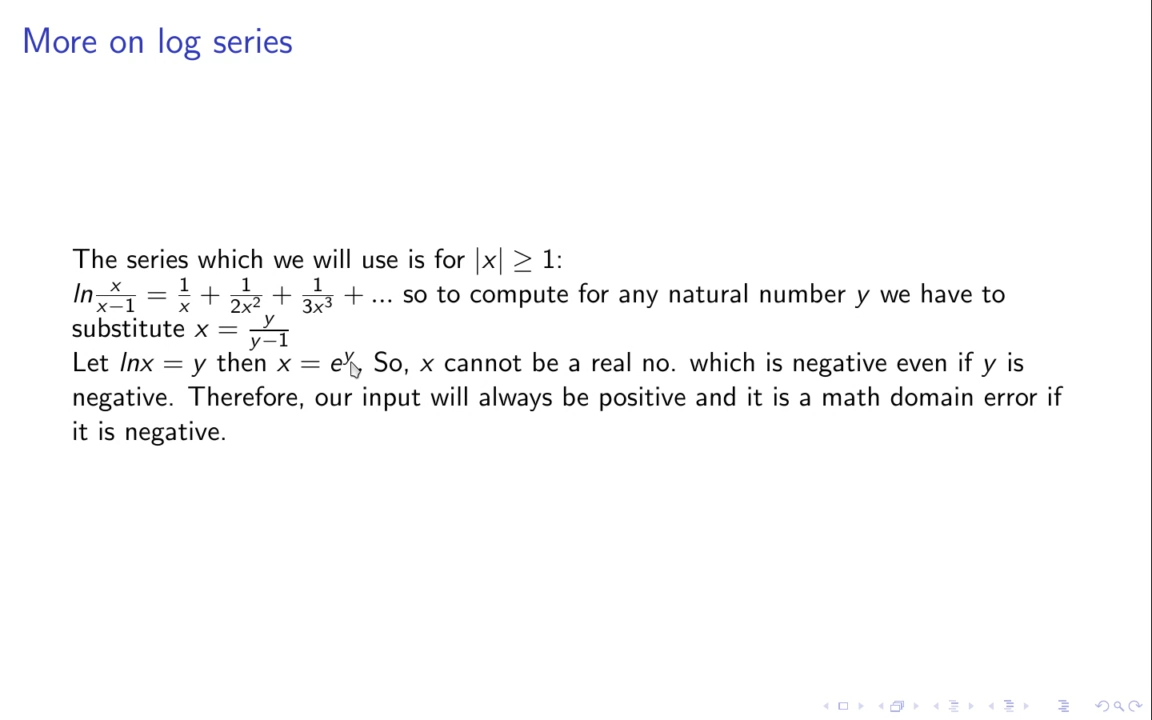 More on log series
The series which we will use is for |x| ≥ 1:
ln x/(x−1) = 1/x + 1/(2x²) + 1/(3x³) + ... so to compute for any natural number y we have to
substitute x = y/(y−1)
Let lnx = y then x = e^y. So, x cannot be a real no. which is negative even if y is
negative. Therefore, our input will always be positive and it is a math domain error if
it is negative.